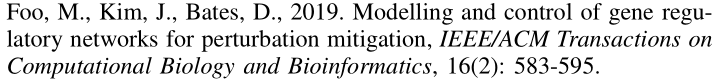 Foo, M., Kim, J., Bates, D., 2019. Modelling and control of gene regu-
latory networks for perturbation mitigation, IEEE/ACM Transactions on
Computational Biology and Bioinformatics, 16(2): 583-595.